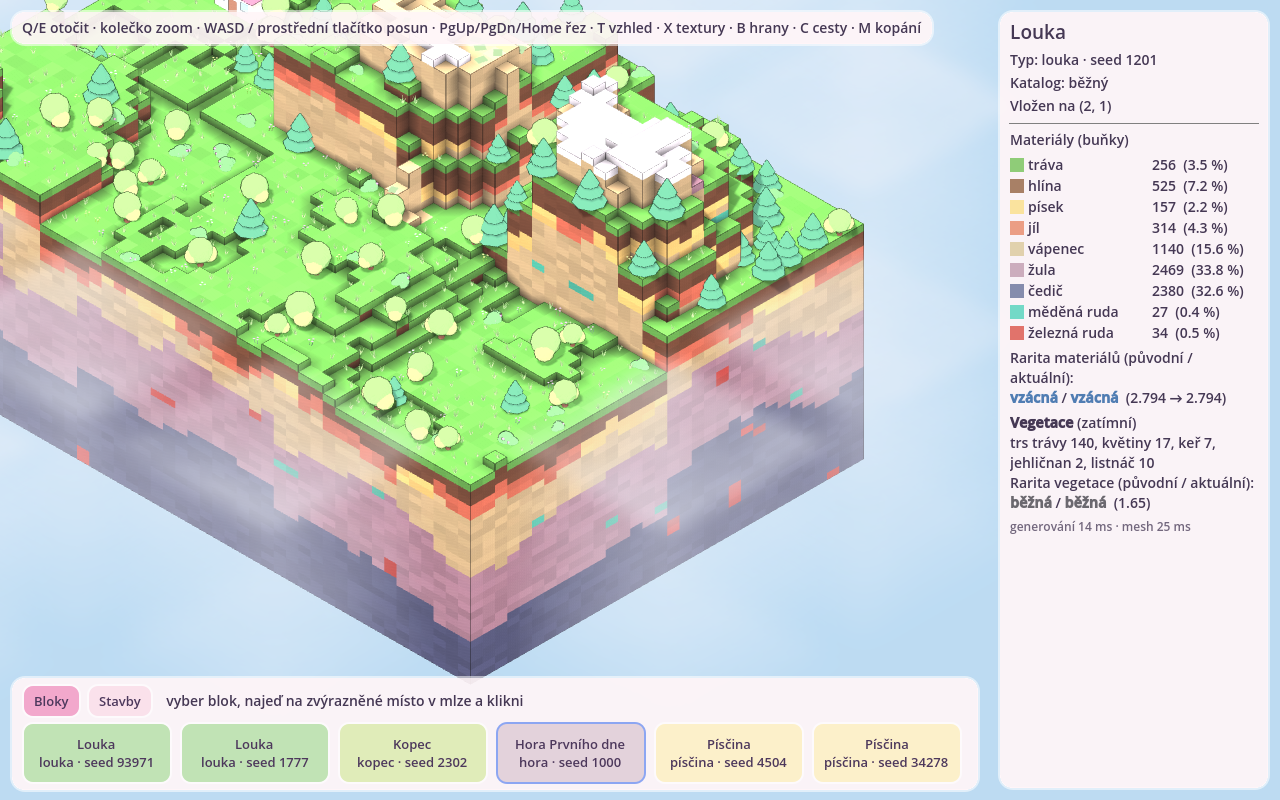 Q/E otočit · kolečko zoom · WASD / prostřední tlačítko posun · PgUp/PgDn/Home řez · T vzhled · X textury · B hrany · C cesty · M kopání
Louka
Typ: louka · seed 1201
Katalog: běžný
Vložen na (2, 1)
Materiály (buňky)
tráva 256 (3.5 %)
hlína 525 (7.2 %)
písek 157 (2.2 %)
jíl 314 (4.3 %)
vápenec 1140 (15.6 %)
žula 2469 (33.8 %)
čedič 2380 (32.6 %)
měděná ruda 27 (0.4 %)
železná ruda 34 (0.5 %)
Rarita materiálů (původní /
aktuální):
vzácná / vzácná (2.794 → 2.794)
Vegetace (zatímní)
trs trávy 140, květiny 17, keř 7,
jehličnan 2, listnáč 10
Rarita vegetace (původní / aktuální):
běžná / běžná (1.65)
generování 14 ms · mesh 25 ms
Bloky Stavby vyber blok, najeď na zvýrazněné místo v mlze a klikni
Louka Louka Kopec Hora Prvního dne Písčina Písčina
louka · seed 93971 louka · seed 1777 kopec · seed 2302 hora · seed 1000 písčina · seed 4504 písčina · seed 34278